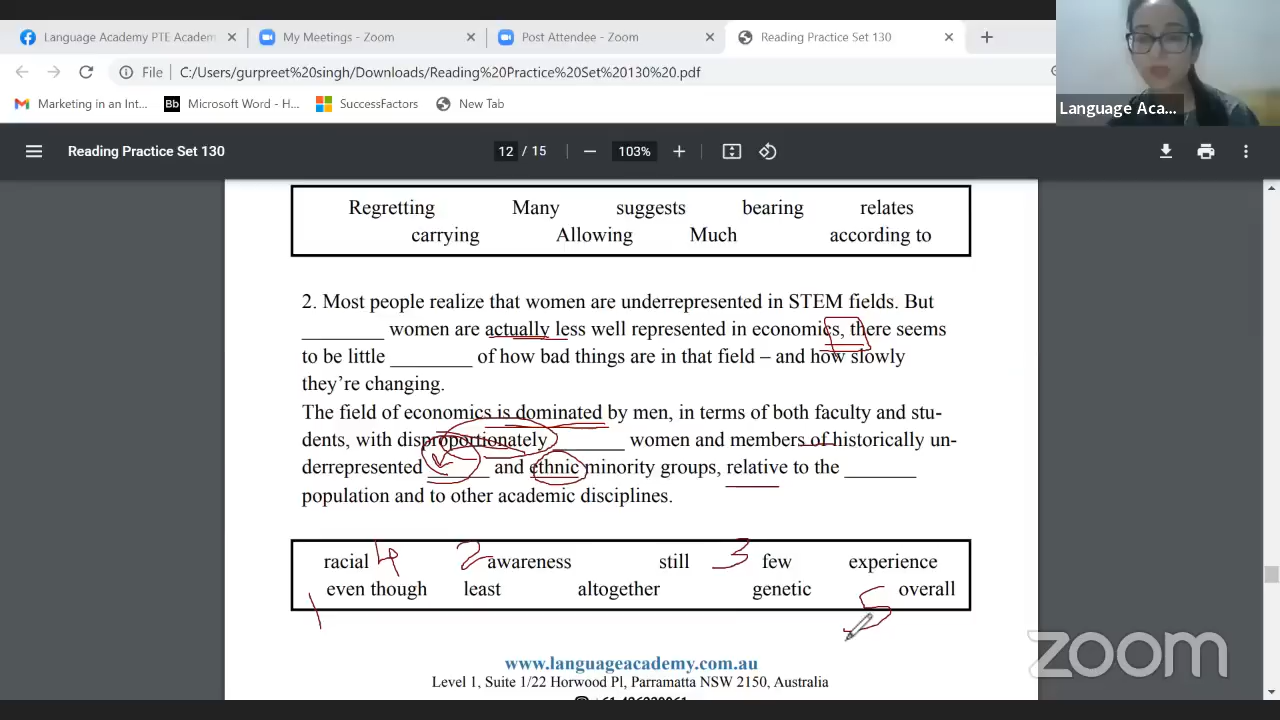 Language Academy PTE Academ
My Meetings - Zoom
Post Attendee - Zoom
Reading Practice Set 130
File
C:/Users/gurpreet%20singh/Downloads/Reading%20Practice%20Set%20130%20.pdf
Marketing in an Int...
Bb
Microsoft Word - H...
SuccessFactors
New Tab
Language Aca...
Reading Practice Set 130
12 / 15
103%
Regretting Many suggests bearing relates
carrying Allowing Much according to
2. Most people realize that women are underrepresented in STEM fields. But
________ women are actually less well represented in economics, there seems
to be little ________ of how bad things are in that field – and how slowly
they’re changing.
The field of economics is dominated by men, in terms of both faculty and stu-
dents, with disproportionately _______ women and members of historically un-
derrepresented ______ and ethnic minority groups, relative to the _______
population and to other academic disciplines.
racial 4 2 awareness still 3 few experience
1 even though least altogether genetic 5 overall
www.languageacademy.com.au
Level 1, Suite 1/22 Horwood Pl, Parramatta NSW 2150, Australia
zoom